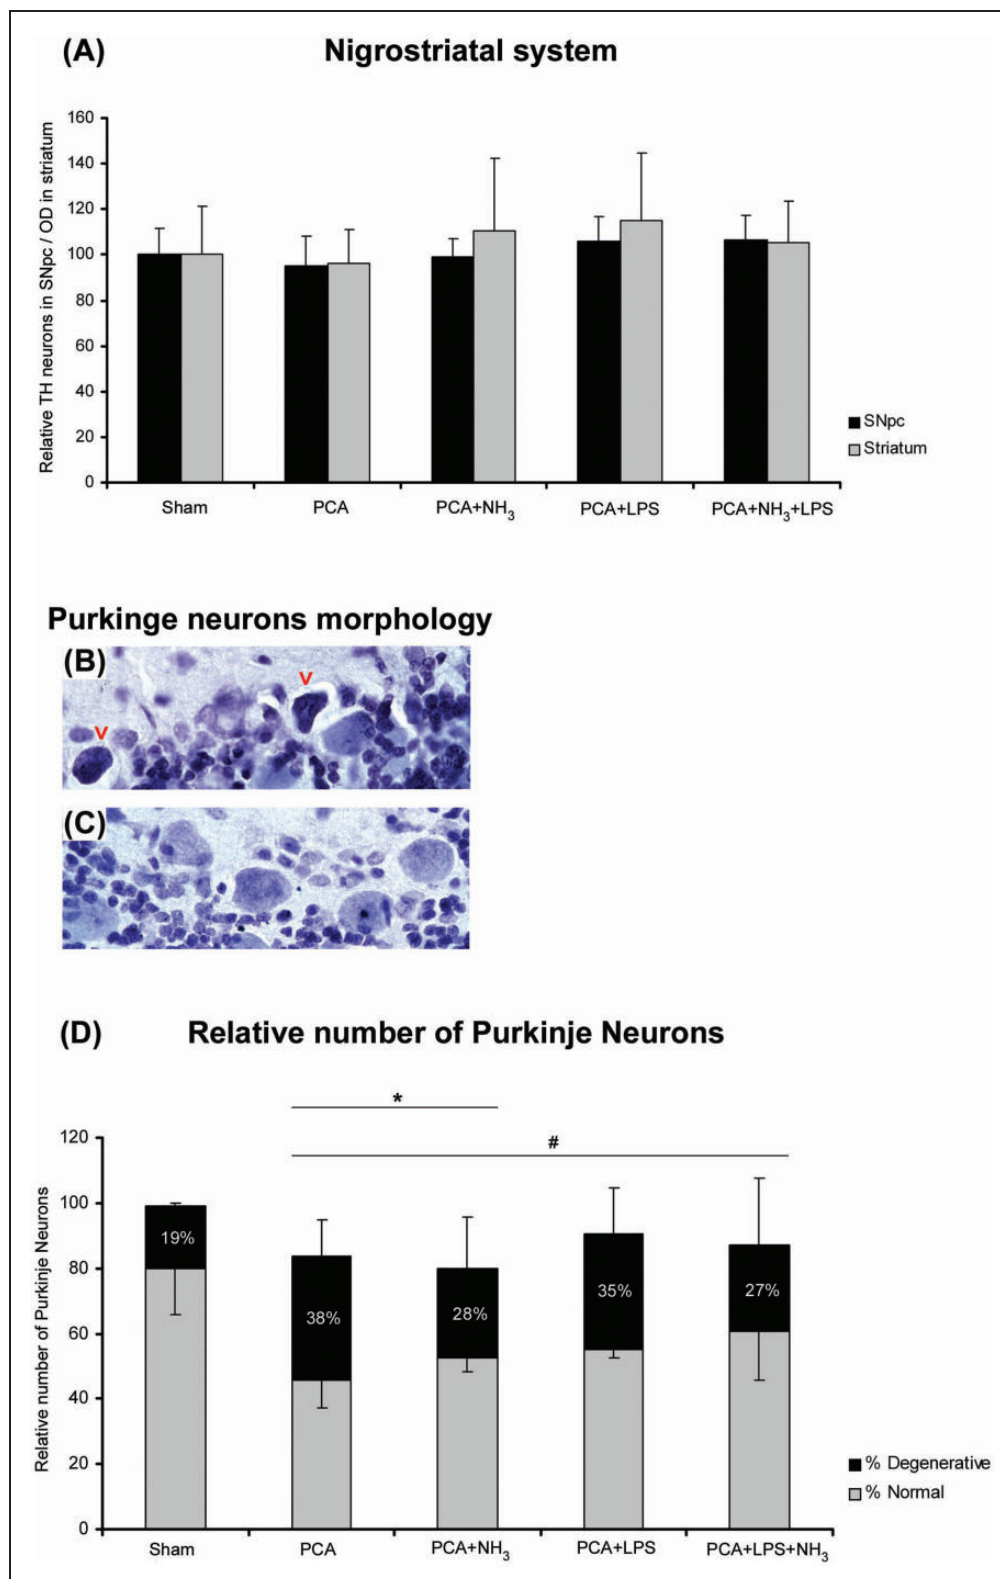 (A) Nigrostriatal system
Relative TH neurons in SNpc / OD in striatum
160
140
120
100
80
60
40
20
0
SNpc
Striatum
Sham PCA PCA+NH3 PCA+LPS PCA+NH3+LPS
Purkinge neurons morphology
(B)
v
v
(C)
(D) Relative number of Purkinje Neurons
*
#
Relative number of Purkinje Neurons
120
100
80
60
40
20
0
19% 38% 28% 35% 27%
% Degenerative
% Normal
Sham PCA PCA+NH3 PCA+LPS PCA+LPS+NH3